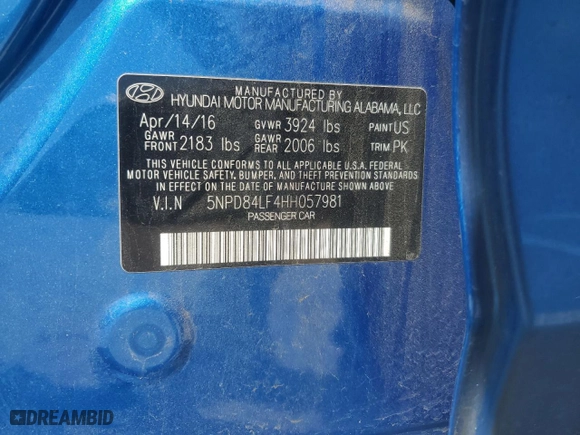 MANUFACTURED BY
HYUNDAI MOTOR MANUFACTURING ALABAMA, LLC
Apr/14/16 GVWR 3924 lbs PAINT US
GAWR FRONT 2183 lbs GAWR REAR 2006 lbs TRIM PK
THIS VEHICLE CONFORMS TO ALL APPLICABLE U.S.A. FEDERAL
MOTOR VEHICLE SAFETY, BUMPER, AND THEFT PREVENTION STANDARDS
IN EFFECT ON THE DATE OF MANUFACTURE SHOWN ABOVE.
V.I.N 5NPD84LF4HH057981
PASSENGER CAR
DREAMBID